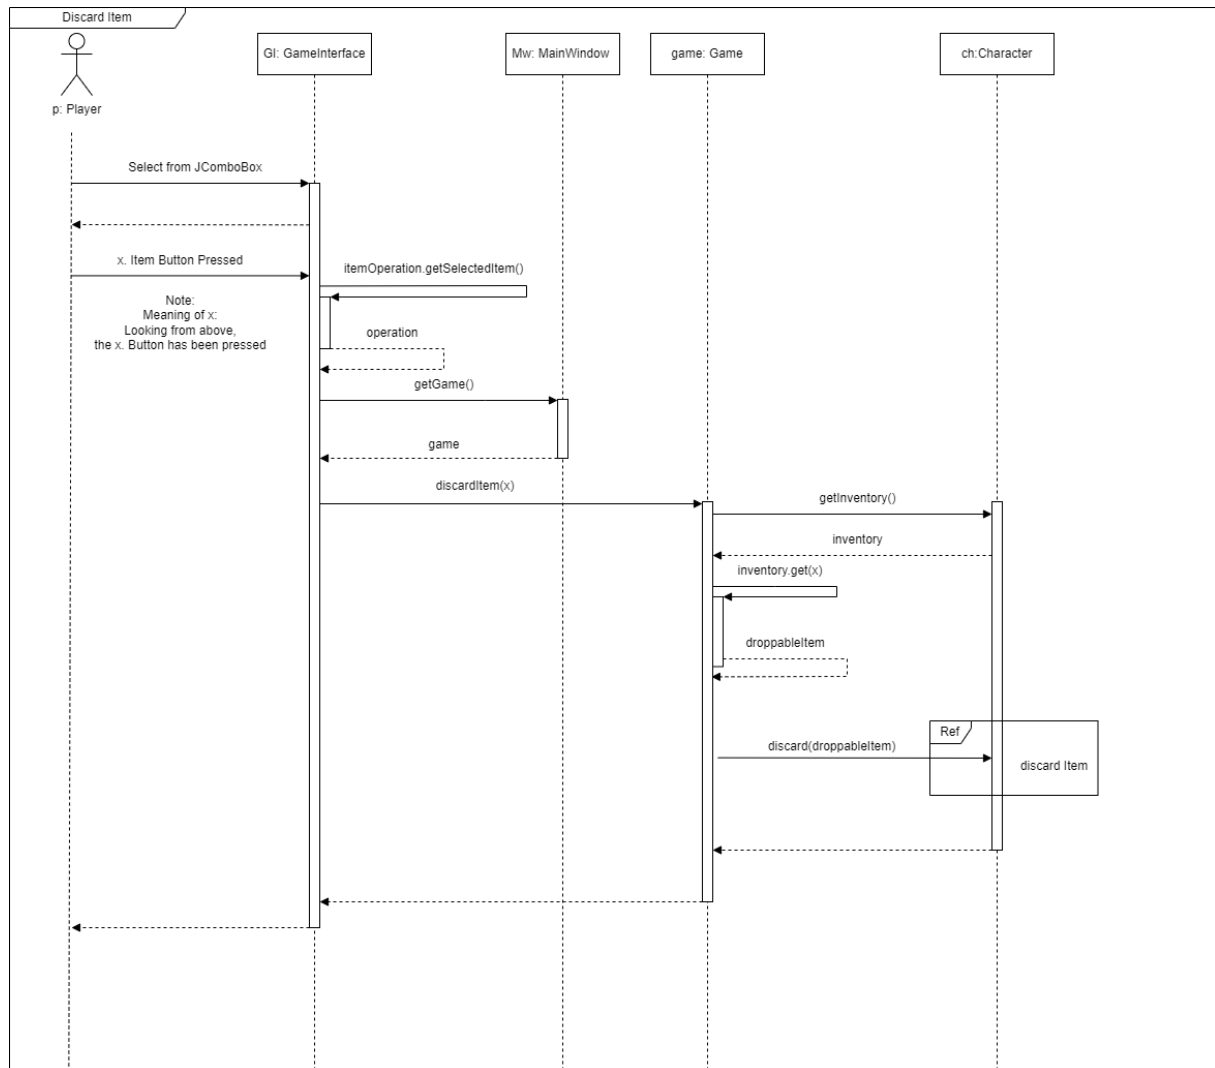 Discard Item
GI: GameInterface
Mw: MainWindow
game: Game
ch:Character
p: Player
Select from JComboBox
x. Item Button Pressed
itemOperation.getSelectedItem()
Note:
Meaning of x:
Looking from above,
the x. Button has been pressed
operation
getGame()
game
discardItem(x)
getInventory()
inventory
inventory.get(x)
droppableItem
Ref
discard(droppableItem)
discard Item